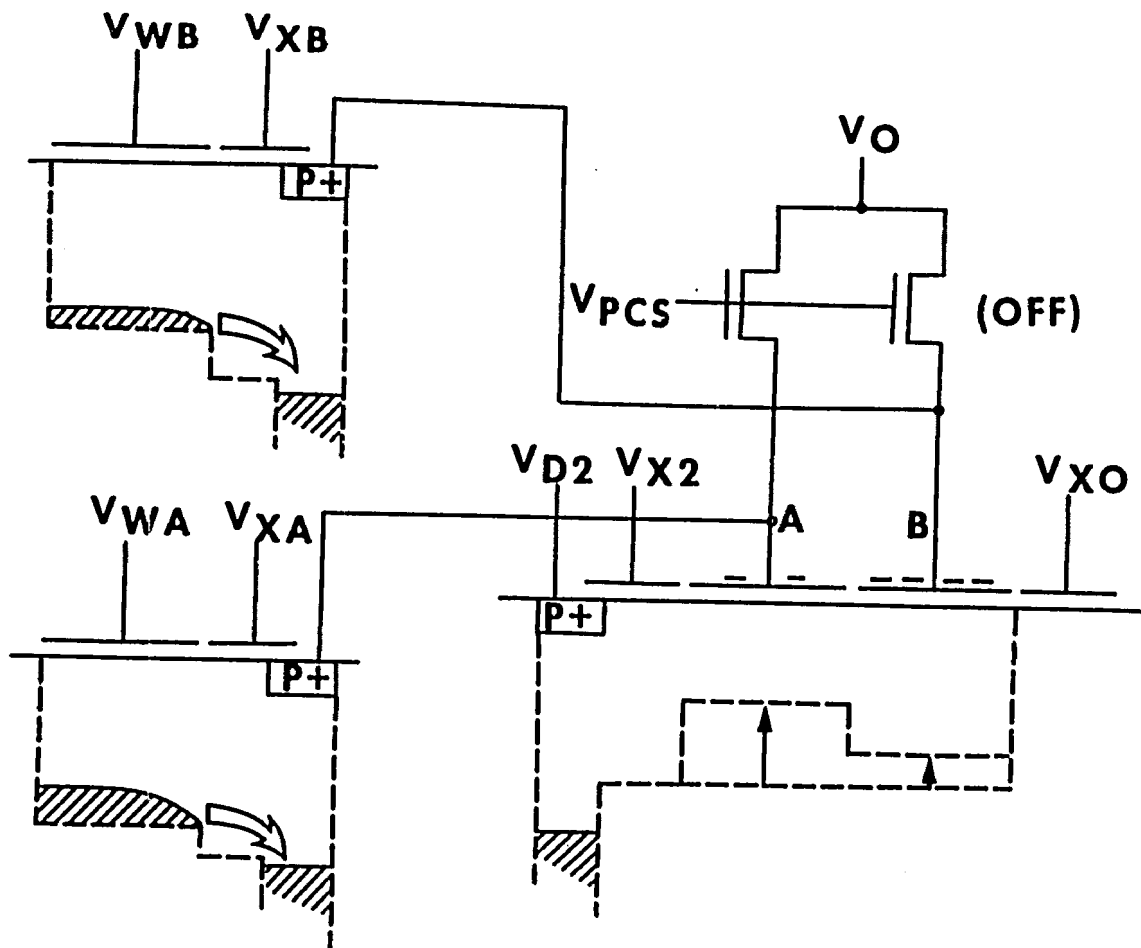 VWB VXB
P+
VO
VPCS
(OFF)
VD2 VX2 VXO
A B
VWA VXA
P+
P+